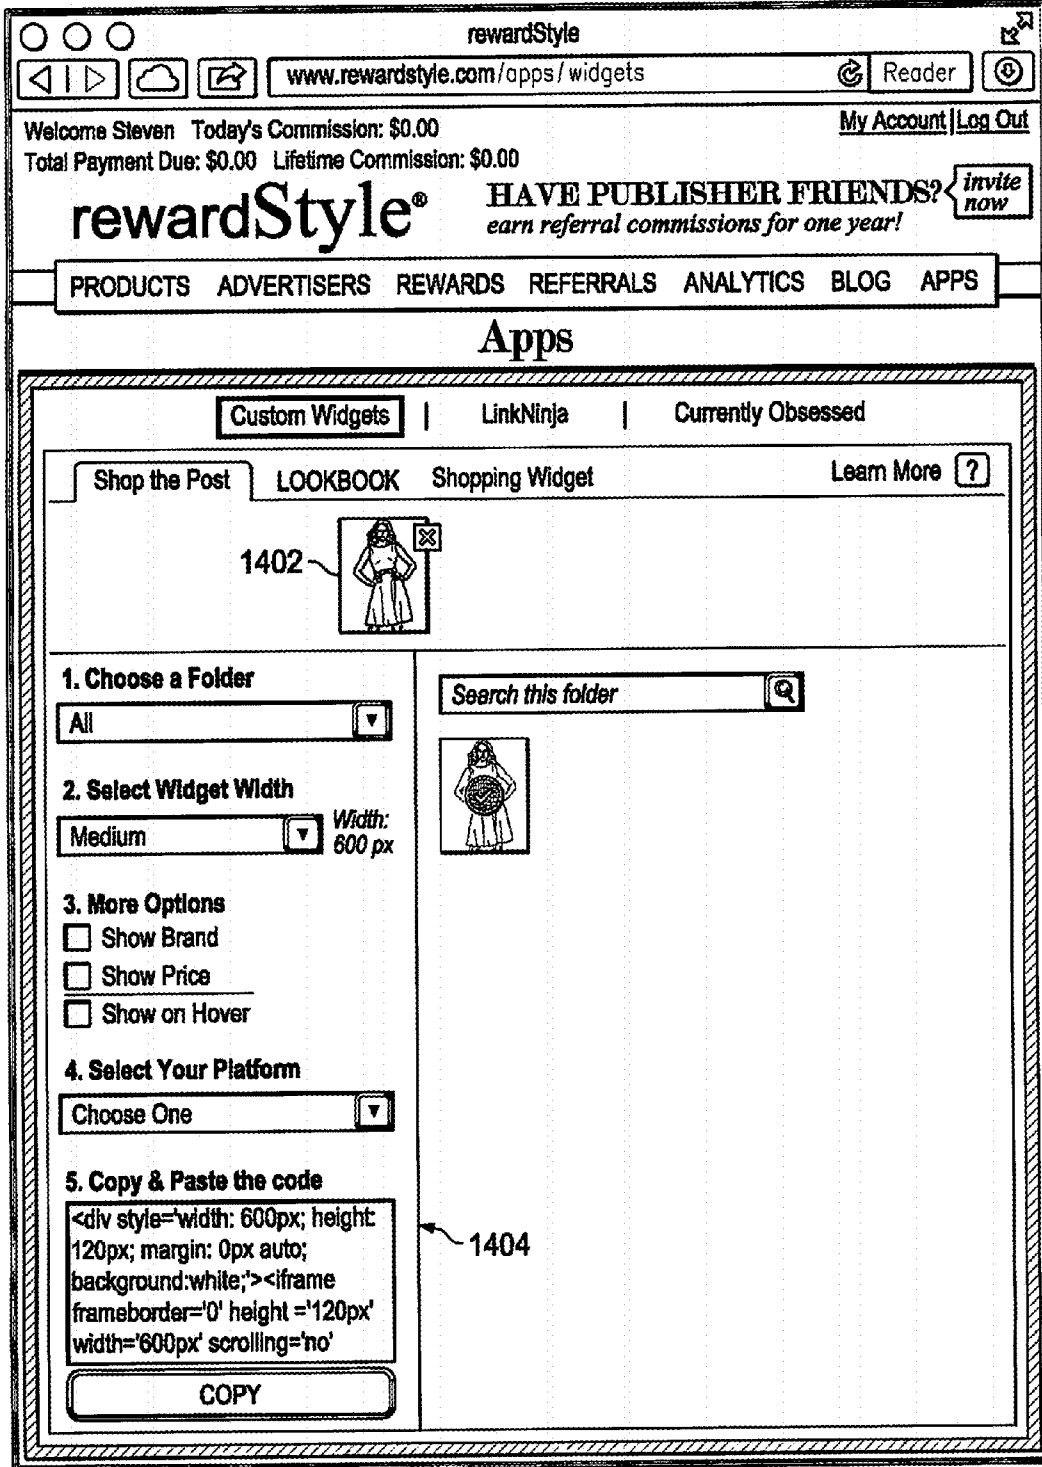 rewardStyle
www.rewardstyle.com/apps/widgets
Reader
Welcome Steven Today's Commission: $0.00
My Account|Log Out
Total Payment Due: $0.00 Lifetime Commission: $0.00
rewardStyle®
HAVE PUBLISHER FRIENDS?
earn referral commissions for one year!
invite
now
PRODUCTS ADVERTISERS REWARDS REFERRALS ANALYTICS BLOG APPS
Apps
Custom Widgets | LinkNinja | Currently Obsessed
Shop the Post LOOKBOOK Shopping Widget Learn More ?
1402
1. Choose a Folder
All
Search this folder
2. Select Widget Width
Medium
Width:
600 px
3. More Options
Show Brand
Show Price
Show on Hover
4. Select Your Platform
Choose One
5. Copy & Paste the code
<div style='width: 600px; height:
120px; margin: 0px auto;
background:white;'><iframe
frameborder='0' height ='120px'
width='600px' scrolling='no'
1404
COPY